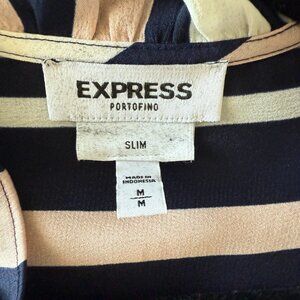 EXPRESS
PORTOFINO
SLIM
MADE IN
INDONESIA
M
M